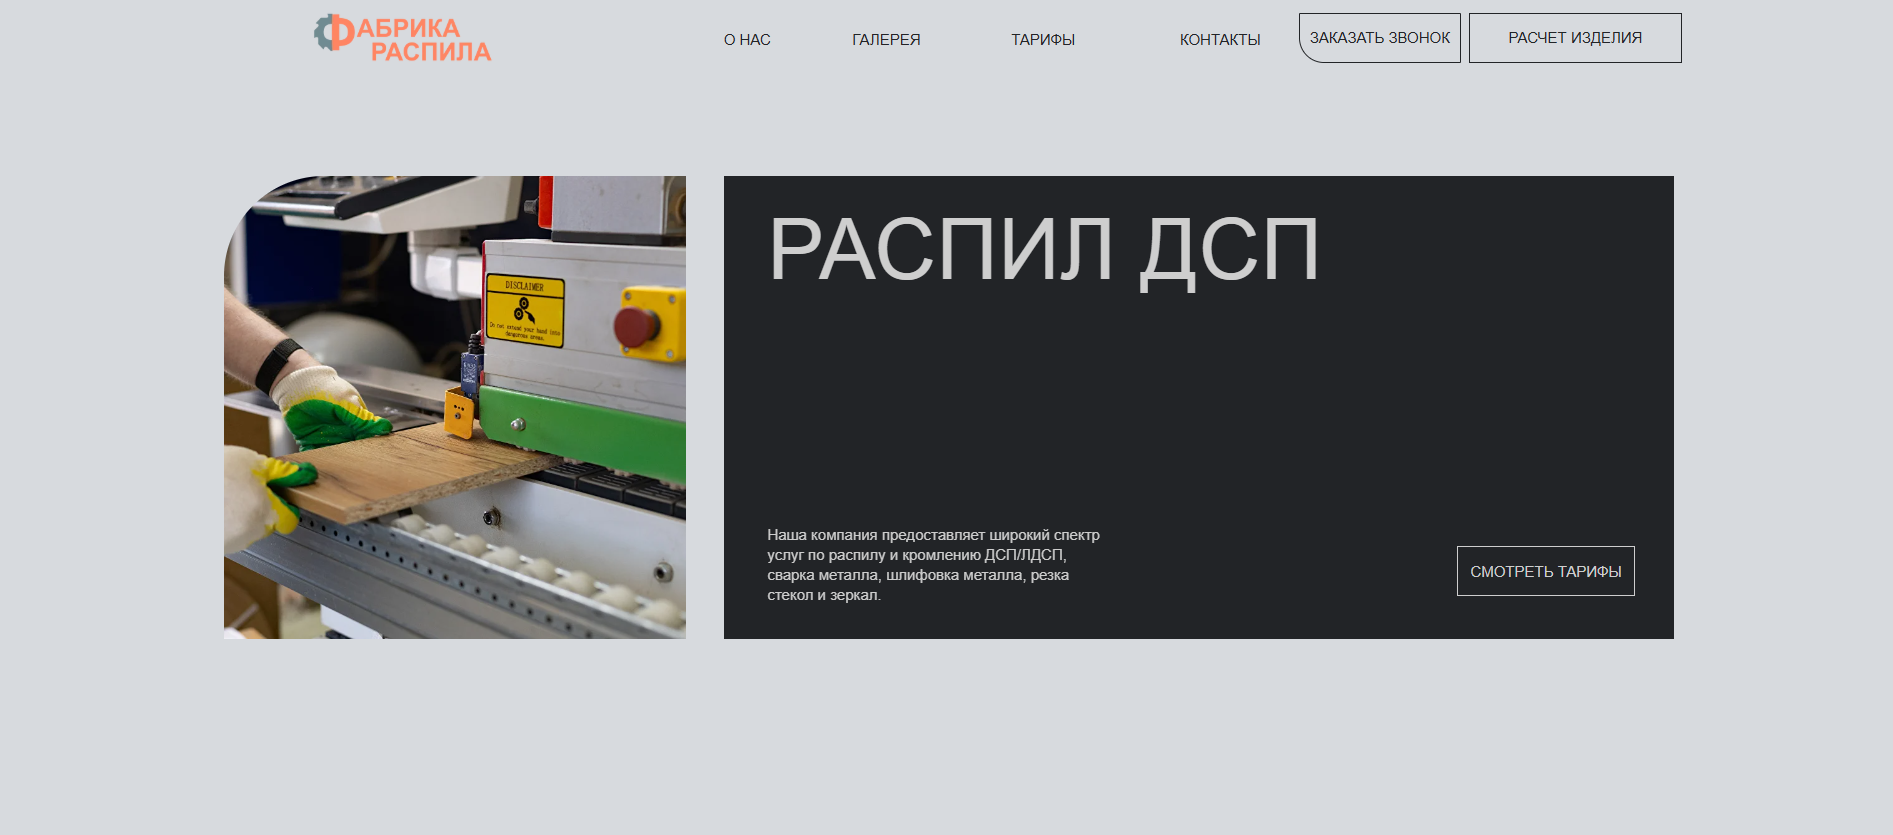 ФАБРИКА
РАСПИЛА
О НАС
ГАЛЕРЕЯ
ТАРИФЫ
КОНТАКТЫ
ЗАКАЗАТЬ ЗВОНОК
РАСЧЕТ ИЗДЕЛИЯ
DISCLAIMER
Do not extend your hand into
dangerous areas.
РАСПИЛ ДСП
Наша компания предоставляет широкий спектр
услуг по распилу и кромлению ДСП/ЛДСП,
сварка металла, шлифовка металла, резка
стекол и зеркал.
СМОТРЕТЬ ТАРИФЫ